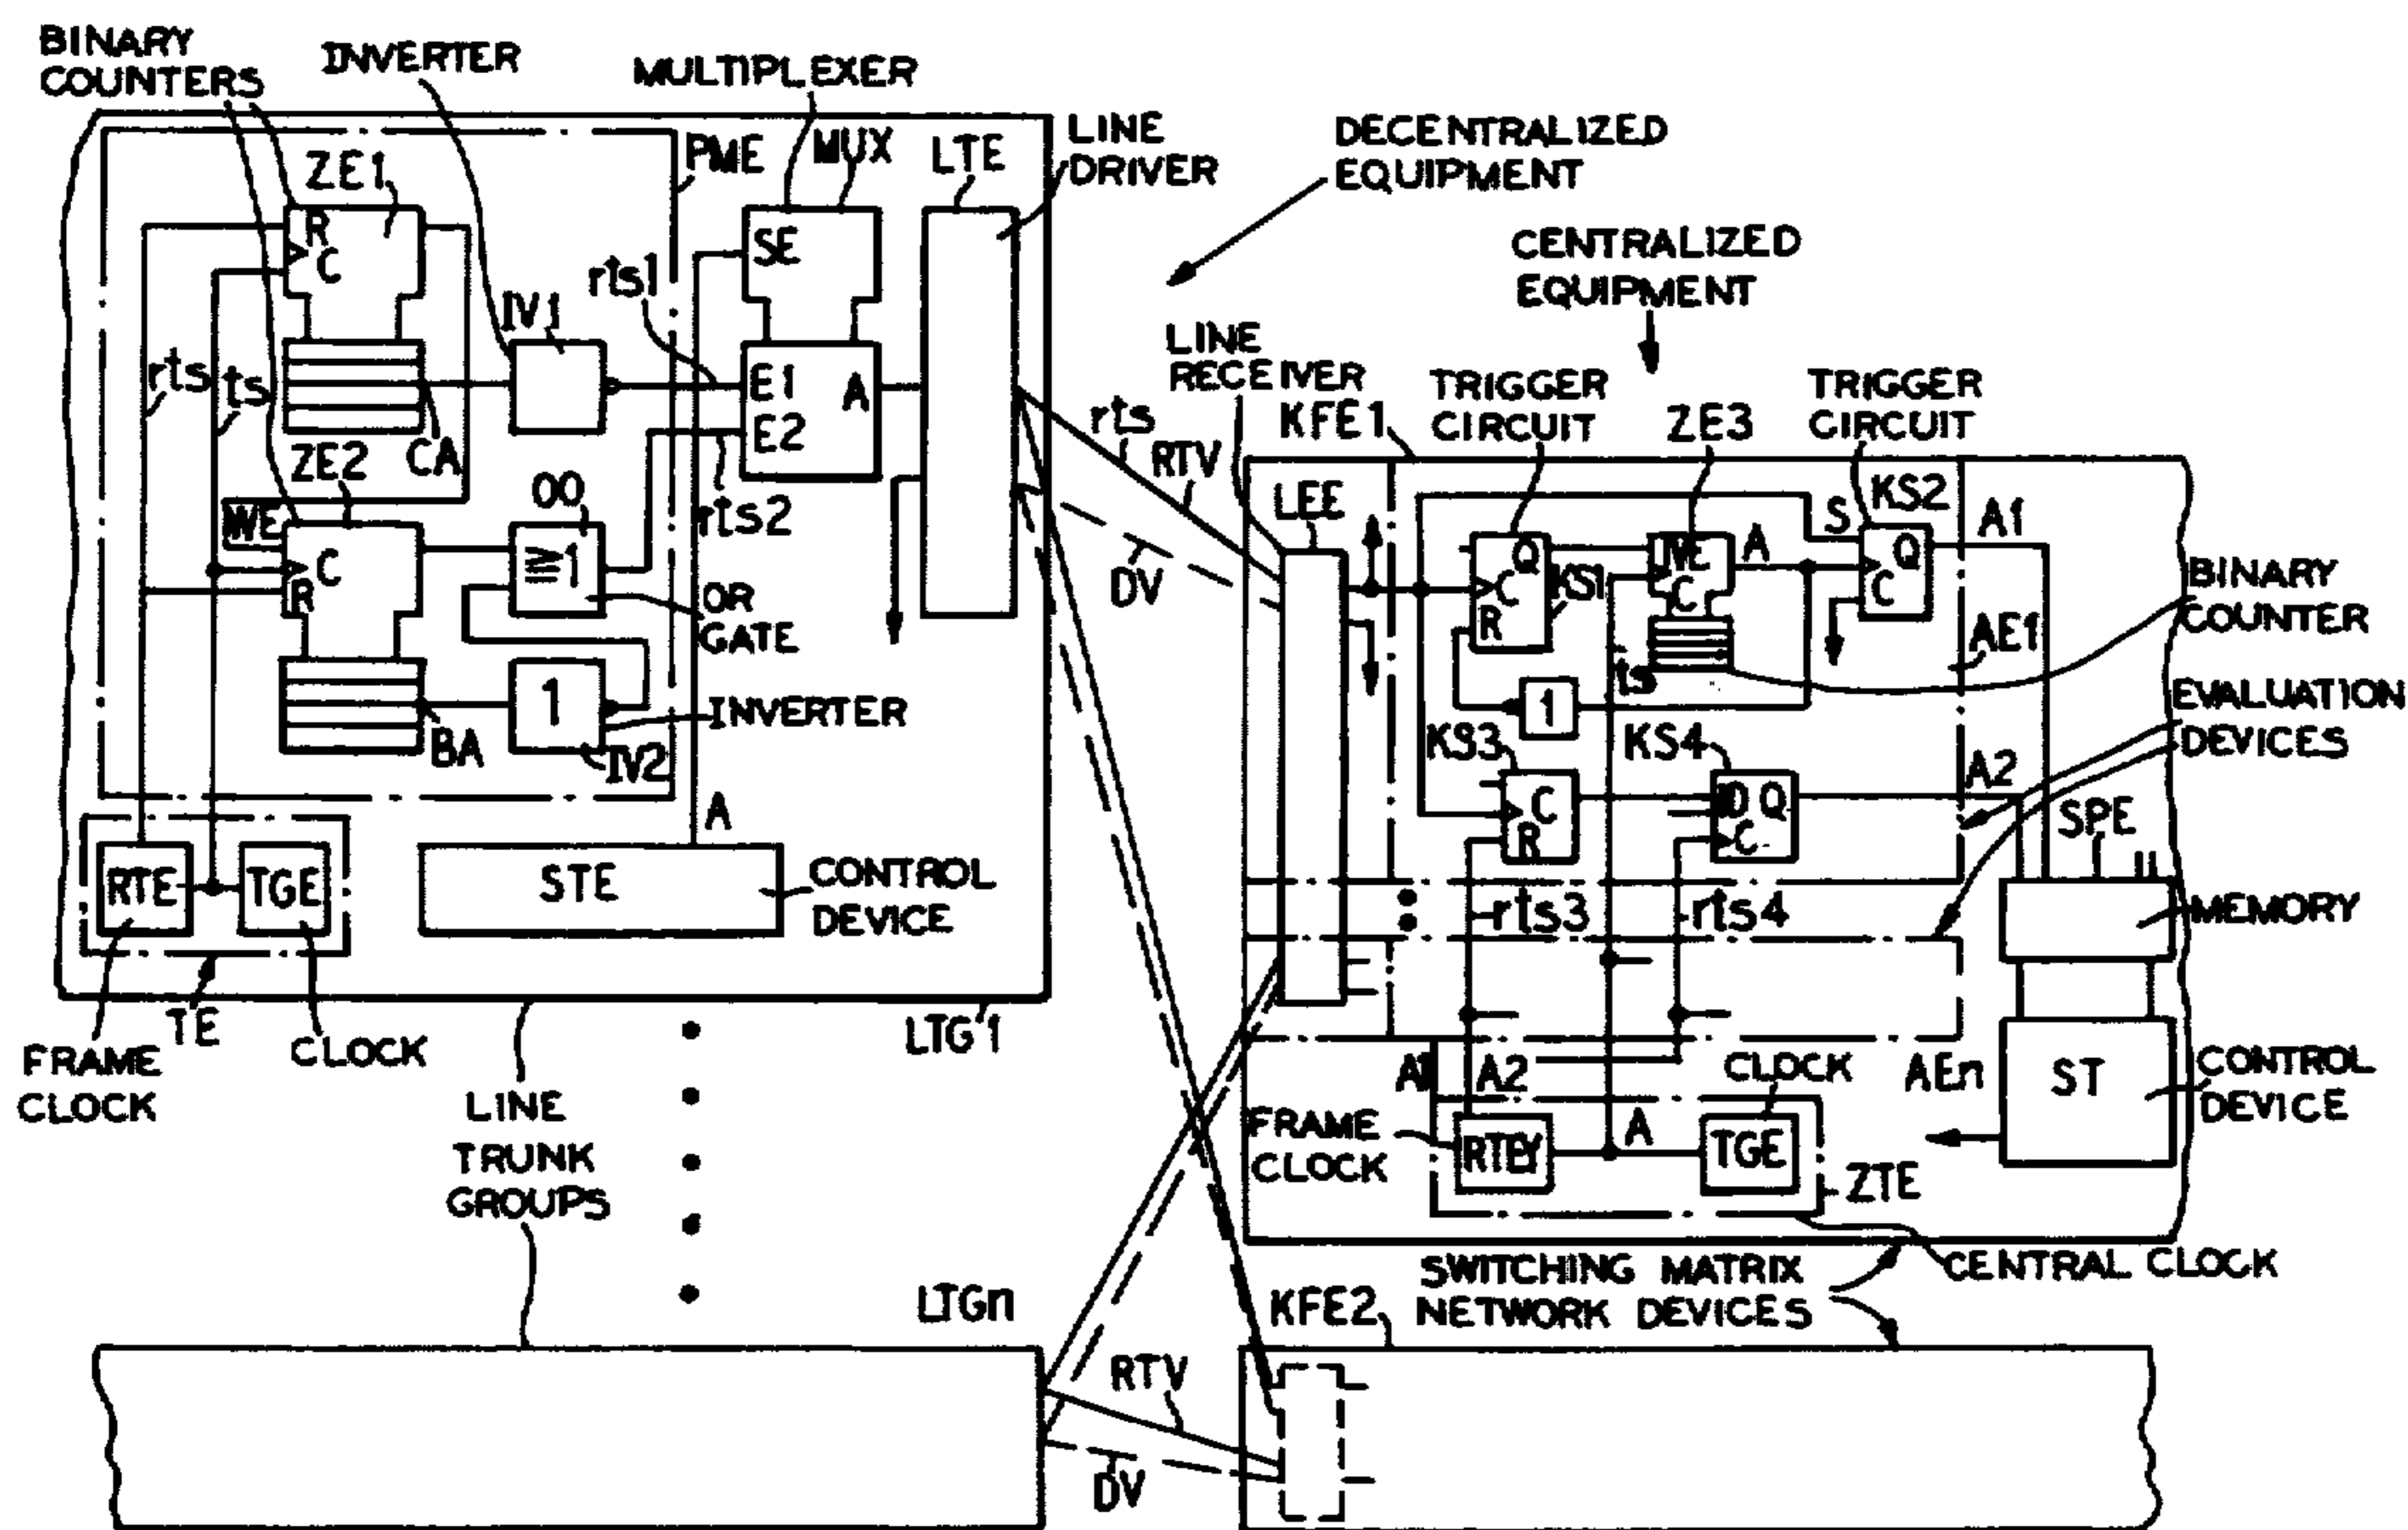 BINARY
COUNTERS
INVERTER
MULTIPLEXER
LINE
DRIVER
DECENTRALIZED
EQUIPMENT
CENTRALIZED
EQUIPMENT
ZE1
PME
MUX
LTE
R
C
SE
rts1
IV1
rts
ts
E1
E2
A
ZE2
CA
OO
rts2
WE
C
R
≥1
OR
GATE
1
INVERTER
BA
IV2
A
RTE
TGE
STE
CONTROL
DEVICE
TE
FRAME
CLOCK
CLOCK
LINE
TRUNK
GROUPS
LTG1
LTGn
LINE
RECEIVER
KFE1
TRIGGER
CIRCUIT
ZE3
TRIGGER
CIRCUIT
rts
RTV
DV
LEE
Q
C
R
KS1
WE
C
A
S
KS2
Q
C
A1
BINARY
COUNTER
AE1
ts
1
EVALUATION
DEVICES
KS3
KS4
C
R
D Q
C
A2
SPE
rts3
rts4
MEMORY
A1
A2
CLOCK
AEn
ST
CONTROL
DEVICE
FRAME
CLOCK
A
TGE
ZTE
SWITCHING MATRIX
NETWORK DEVICES
CENTRAL CLOCK
KFE2
RTV
DV